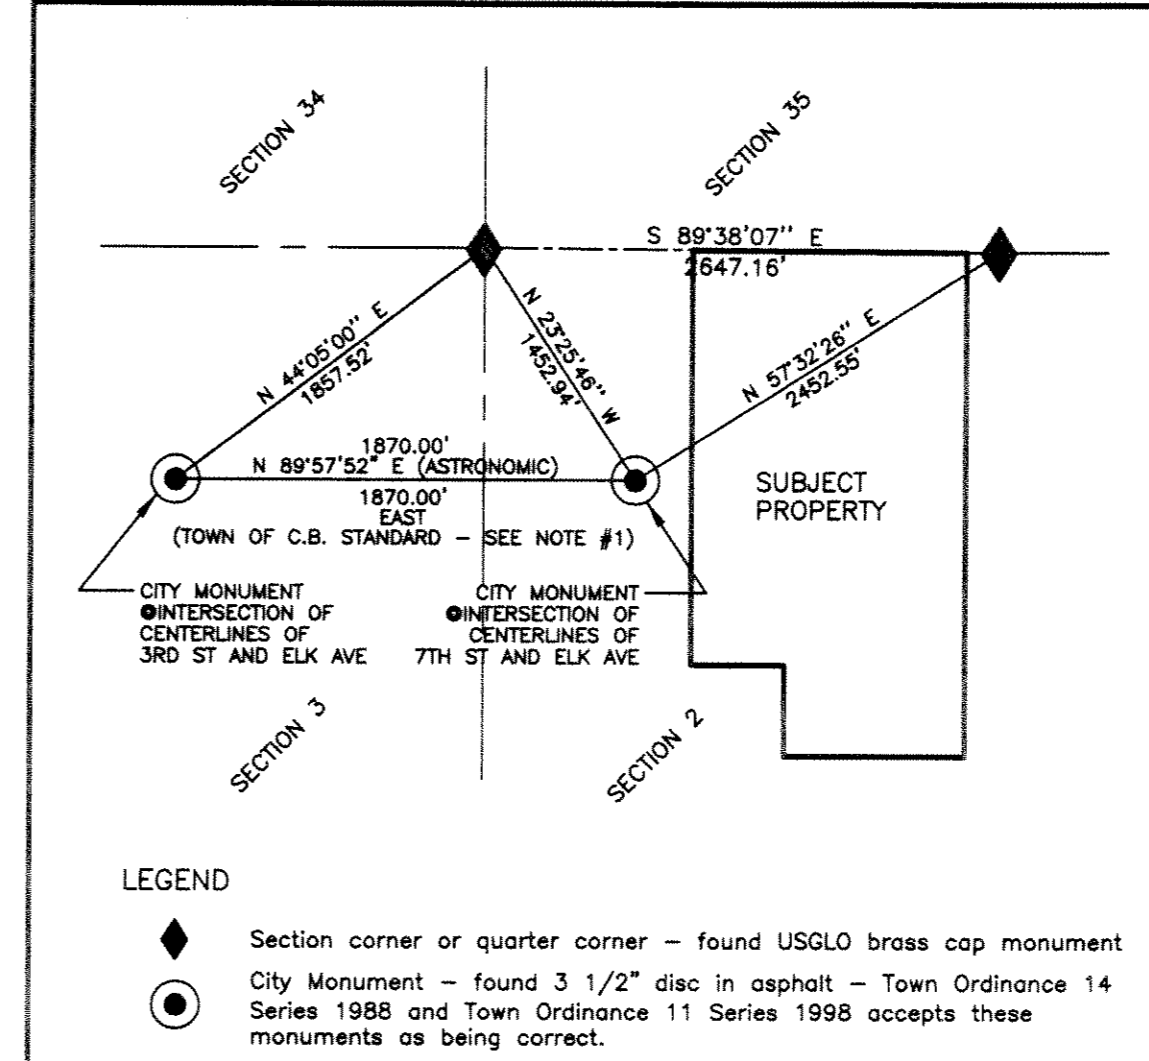 SECTION 34
SECTION 35
S 89°38'07" E
2647.16'
N 44°05'00" E
1857.52'
N 23°25'46" W
1452.94'
N 57°32'26" E
2452.55'
1870.00'
N 89°57'52" E (ASTRONOMIC)
1870.00'
EAST
(TOWN OF C.B. STANDARD - SEE NOTE #1)
SUBJECT
PROPERTY
CITY MONUMENT
@INTERSECTION OF
CENTERLINES OF
3RD ST AND ELK AVE
CITY MONUMENT
@INTERSECTION OF
CENTERLINES OF
7TH ST AND ELK AVE
SECTION 3
SECTION 2
LEGEND
Section corner or quarter corner - found USGLO brass cap monument
City Monument - found 3 1/2" disc in asphalt - Town Ordinance 14
Series 1988 and Town Ordinance 11 Series 1998 accepts these
monuments as being correct.